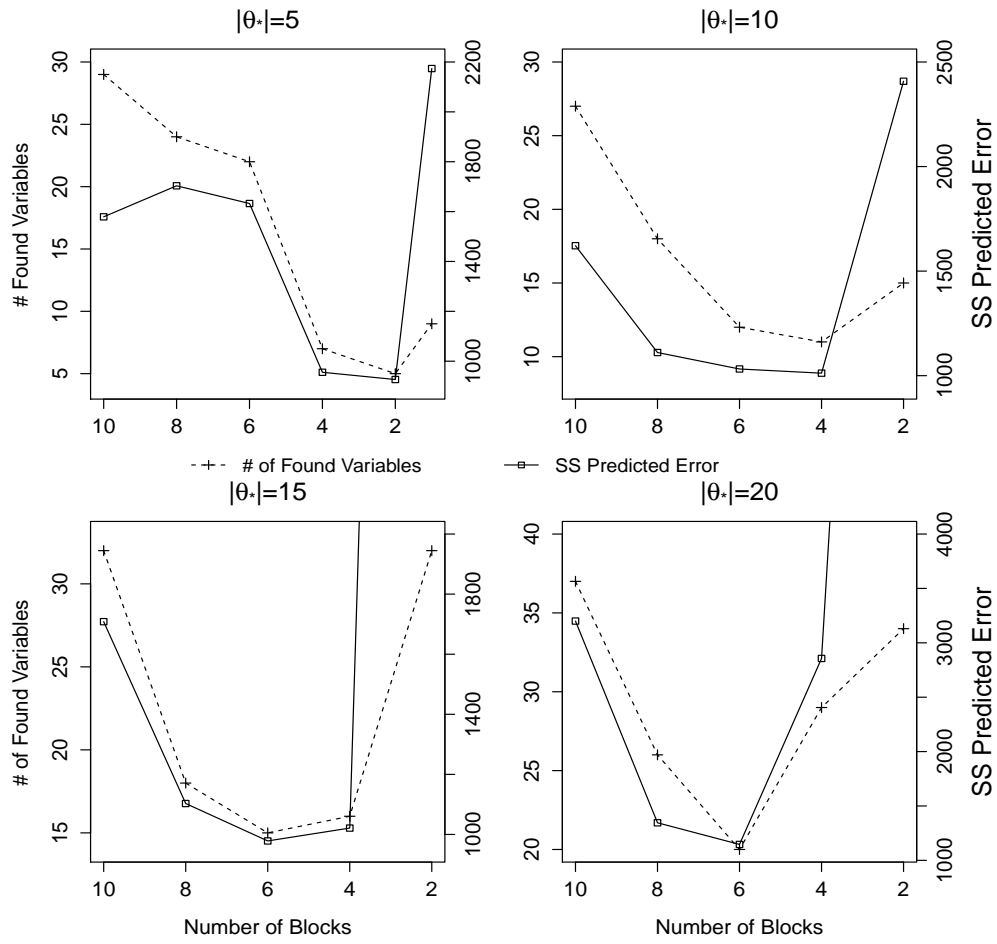 |θ*|=5
|θ*|=10
# Found Variables
30
25
20
15
10
5
2200
1800
1400
1000
10 8 6 4 2
30
25
20
15
10
2500
2000
1500
1000
SS Predicted Error
10 8 6 4 2
# of Found Variables
SS Predicted Error
|θ*|=15
|θ*|=20
# of Found Variables
30
25
20
15
1800
1400
1000
10 8 6 4 2
Number of Blocks
40
35
30
25
20
4000
3000
2000
1000
SS Predicted Error
10 8 6 4 2
Number of Blocks